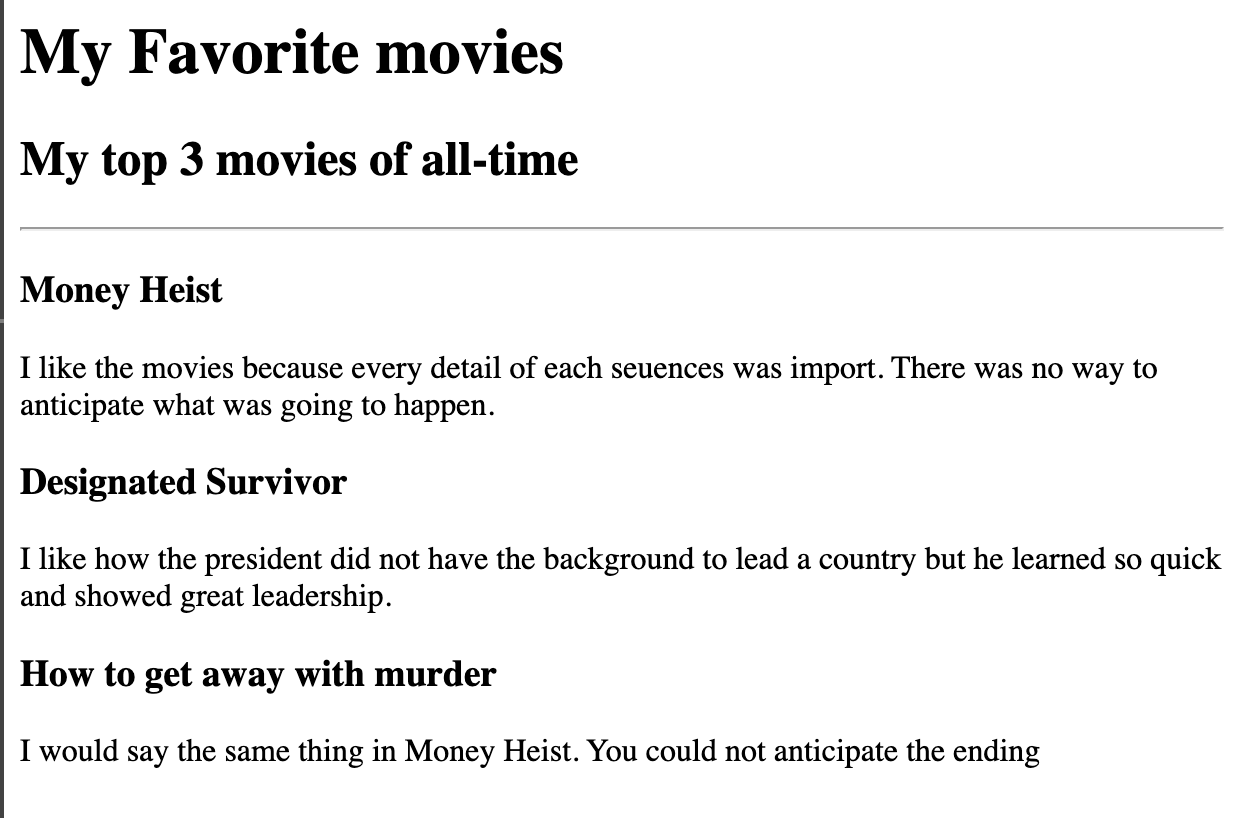 My Favorite movies
My top 3 movies of all-time
Money Heist
I like the movies because every detail of each seuences was import. There was no way to
anticipate what was going to happen.
Designated Survivor
I like how the president did not have the background to lead a country but he learned so quick
and showed great leadership.
How to get away with murder
I would say the same thing in Money Heist. You could not anticipate the ending